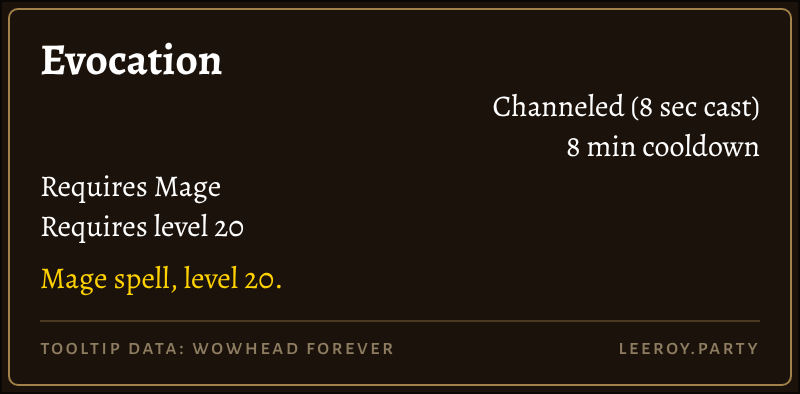 Evocation
Channeled (8 sec cast)
8 min cooldown
Requires Mage
Requires level 20
Mage spell, level 20.
TOOLTIP DATA: WOWHEAD FOREVER
LEEROY.PARTY